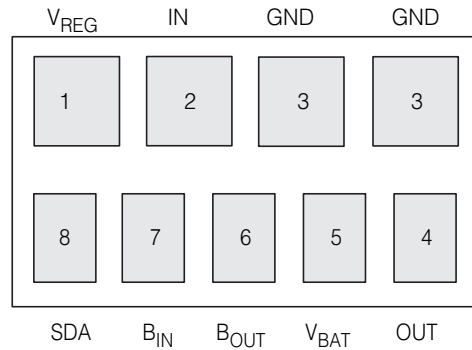 VREG IN GND GND
1 2 3 3
8 7 6 5 4
SDA BIN BOUT VBAT OUT